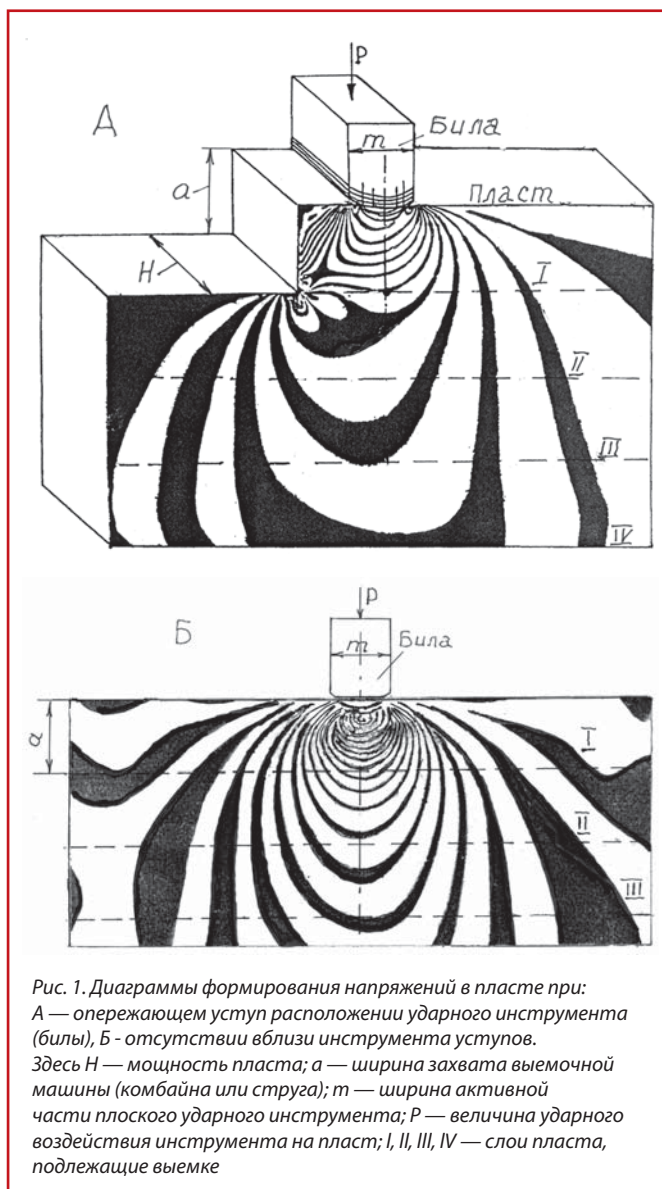 P
А
Била
m
a
пласт
H
I
II
III
IV
P
Б
Била
m
a
I
II
III
Рис. 1. Диаграммы формирования напряжений в пласте при:
А — опережающем уступ расположении ударного инструмента
(билы), Б - отсутствии вблизи инструмента уступов.
Здесь Н — мощность пласта; а — ширина захвата выемочной
машины (комбайна или струга); m — ширина активной
части плоского ударного инструмента; Р — величина ударного
воздействия инструмента на пласт; I, II, III, IV — слои пласта,
подлежащие выемке